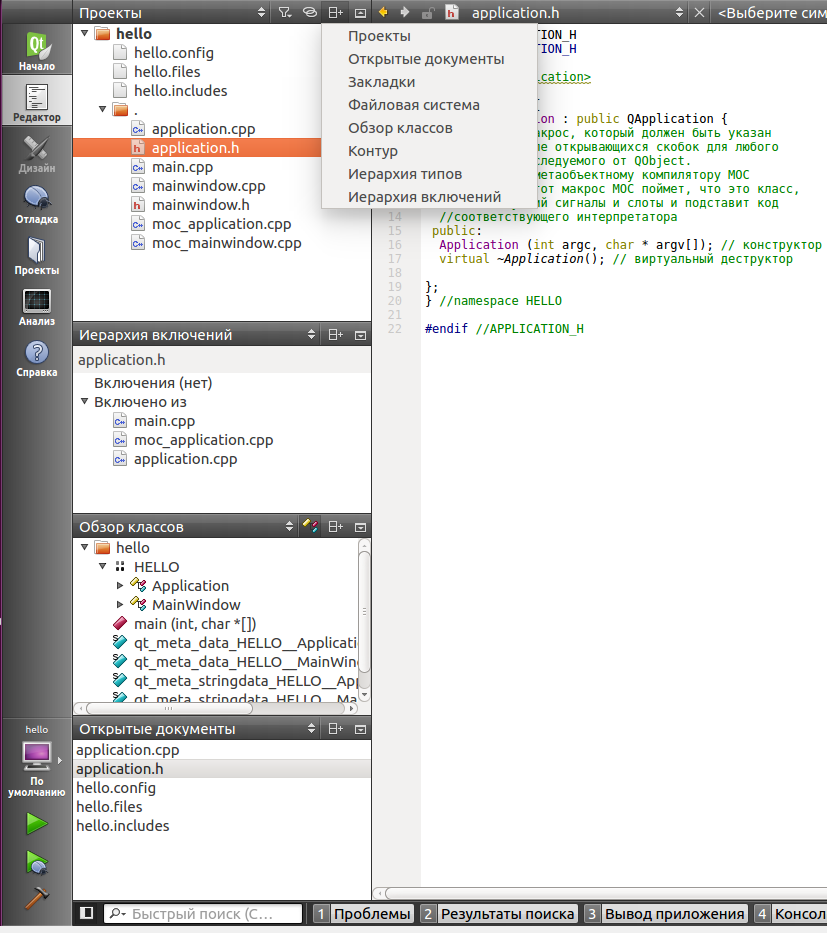 Проекты
application.h
<Выберите сим
Начало
Редактор
Дизайн
Отладка
Проекты
Анализ
Справка
hello
По
умолчанию
hello
hello.config
hello.files
hello.includes
.
application.cpp
application.h
main.cpp
mainwindow.cpp
mainwindow.h
moc_application.cpp
moc_mainwindow.cpp
Проекты
Открытые документы
Закладки
Файловая система
Обзор классов
Контур
Иерархия типов
Иерархия включений
Иерархия включений
application.h
Включения (нет)
Включено из
main.cpp
moc_application.cpp
application.cpp
Обзор классов
hello
HELLO
Application
MainWindow
main (int, char *[])
qt_meta_data_HELLO__Applicati
qt_meta_data_HELLO__MainWin
qt_meta_stringdata_HELLO__App
qt_meta_stringdata_HELLO__Ma
Открытые документы
application.cpp
application.h
hello.config
hello.files
hello.includes
TION_H
TION_H
cation>
{
on : public QApplication {
акрос, который должен быть указан
ле открывающихся скобок для любого
следуемого от QObject.
метаобъектному компилятору MOC
тот макрос MOC поймет, что это класс,
ий сигналы и слоты и подставит код
14 //соответствующего интерпретатора
15 public:
16 Application (int argc, char * argv[]); // конструктор
17 virtual ~Application(); // виртуальный деструктор
18
19 };
20 } //namespace HELLO
21
22 #endif //APPLICATION_H
Быстрый поиск (С...
1 Проблемы
2 Результаты поиска
3 Вывод приложения
4 Консол